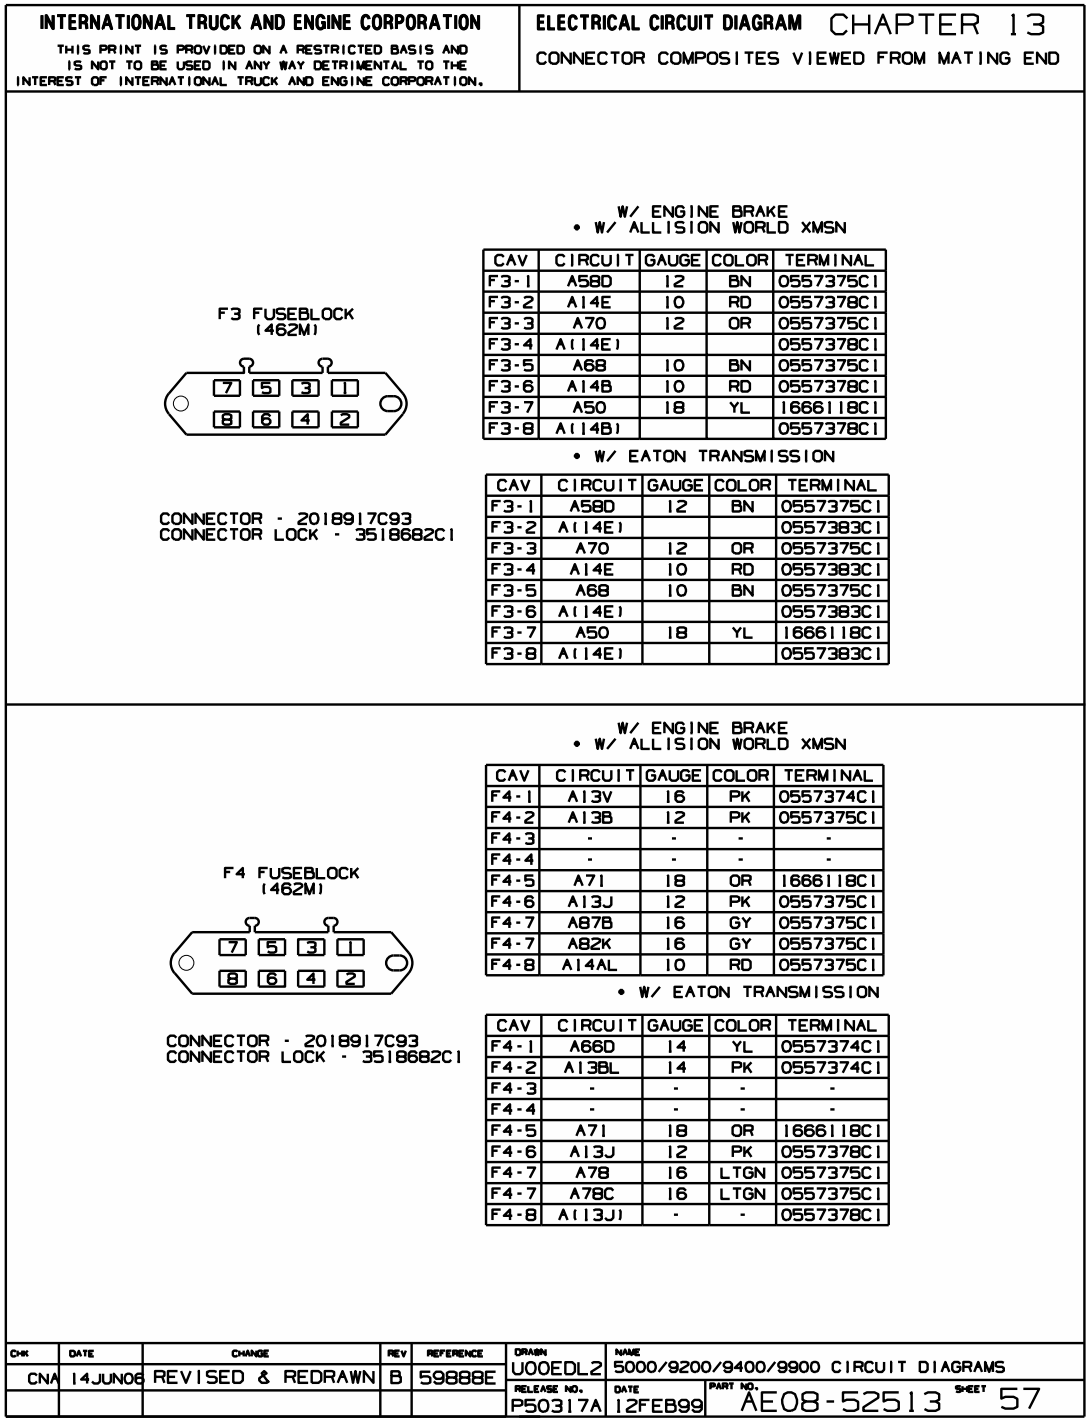 INTERNATIONAL TRUCK AND ENGINE CORPORATION
THIS PRINT IS PROVIDED ON A RESTRICTED BASIS AND
IS NOT TO BE USED IN ANY WAY DETRIMENTAL TO THE
INTEREST OF INTERNATIONAL TRUCK AND ENGINE CORPORATION.
ELECTRICAL CIRCUIT DIAGRAM CHAPTER 13
CONNECTOR COMPOSITES VIEWED FROM MATING END
F3 FUSEBLOCK
(462M)
7 5 3 1
8 6 4 2
CONNECTOR - 2018917C93
CONNECTOR LOCK - 3518682C1
W/ ENGINE BRAKE
• W/ ALLISION WORLD XMSN
CAV CIRCUIT GAUGE COLOR TERMINAL
F3-1 A58D 12 BN 0557375C1
F3-2 A14E 10 RD 0557378C1
F3-3 A70 12 OR 0557375C1
F3-4 A(14E) 0557378C1
F3-5 A68 10 BN 0557375C1
F3-6 A14B 10 RD 0557378C1
F3-7 A50 18 YL 1666118C1
F3-8 A(14B) 0557378C1
• W/ EATON TRANSMISSION
CAV CIRCUIT GAUGE COLOR TERMINAL
F3-1 A58D 12 BN 0557375C1
F3-2 A(14E) 0557383C1
F3-3 A70 12 OR 0557375C1
F3-4 A14E 10 RD 0557383C1
F3-5 A68 10 BN 0557375C1
F3-6 A(14E) 0557383C1
F3-7 A50 18 YL 1666118C1
F3-8 A(14E) 0557383C1
F4 FUSEBLOCK
(462M)
7 5 3 1
8 6 4 2
CONNECTOR - 2018917C93
CONNECTOR LOCK - 3518682C1
W/ ENGINE BRAKE
• W/ ALLISION WORLD XMSN
CAV CIRCUIT GAUGE COLOR TERMINAL
F4-1 A13V 16 PK 0557374C1
F4-2 A13B 12 PK 0557375C1
F4-3 - - - -
F4-4 - - - -
F4-5 A71 18 OR 1666118C1
F4-6 A13J 12 PK 0557375C1
F4-7 A87B 16 GY 0557375C1
F4-7 A82K 16 GY 0557375C1
F4-8 A14AL 10 RD 0557375C1
• W/ EATON TRANSMISSION
CAV CIRCUIT GAUGE COLOR TERMINAL
F4-1 A66D 14 YL 0557374C1
F4-2 A13BL 14 PK 0557374C1
F4-3 - - - -
F4-4 - - - -
F4-5 A71 18 OR 1666118C1
F4-6 A13J 12 PK 0557378C1
F4-7 A78 16 LTGN 0557375C1
F4-7 A78C 16 LTGN 0557375C1
F4-8 A(13J) - - 0557378C1
CHK DATE CHANGE REV REFERENCE
CNA 14JUN06 REVISED & REDRAWN B 59888E
DRAWN
U00EDL2
NAME
5000/9200/9400/9900 CIRCUIT DIAGRAMS
RELEASE NO.
P50317A
DATE
12FEB99
PART NO.
AE08-52513
SHEET 57